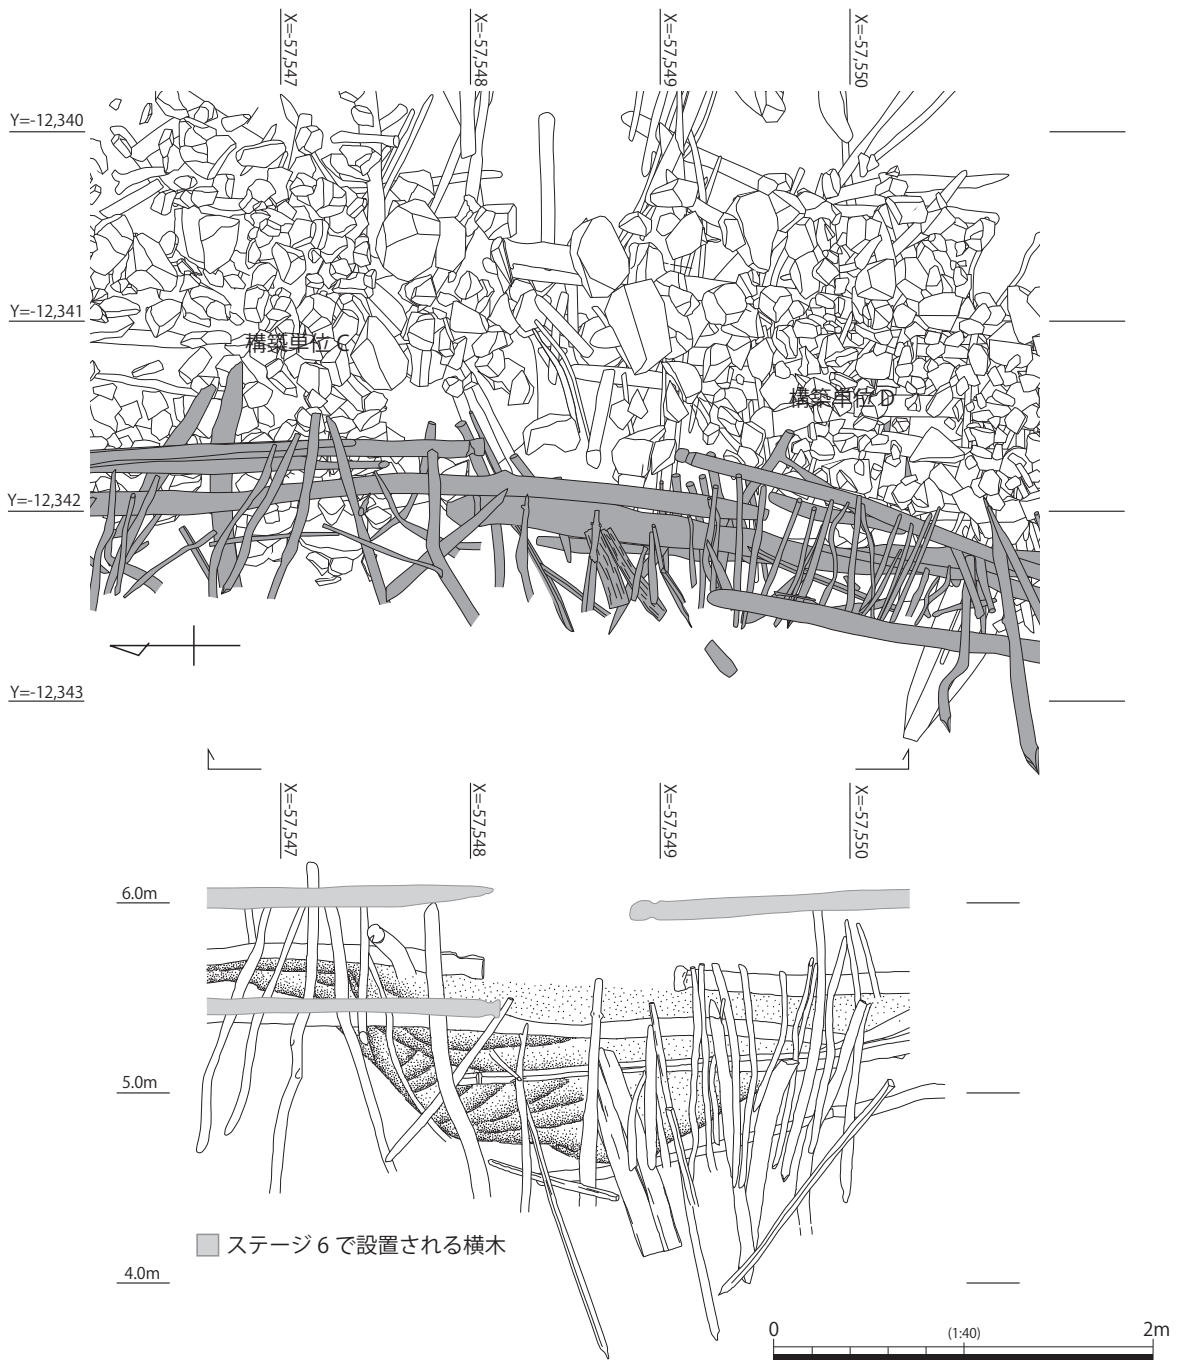 X=-57,547
X=-57,548
X=-57,549
X=-57,550
Y=-12,340
Y=-12,341
構築単位 C
構築単位 D
Y=-12,342
Y=-12,343
X=-57,547
X=-57,548
X=-57,549
X=-57,550
6.0m
5.0m
ステージ 6 で設置される横木
4.0m
0 (1:40) 2m